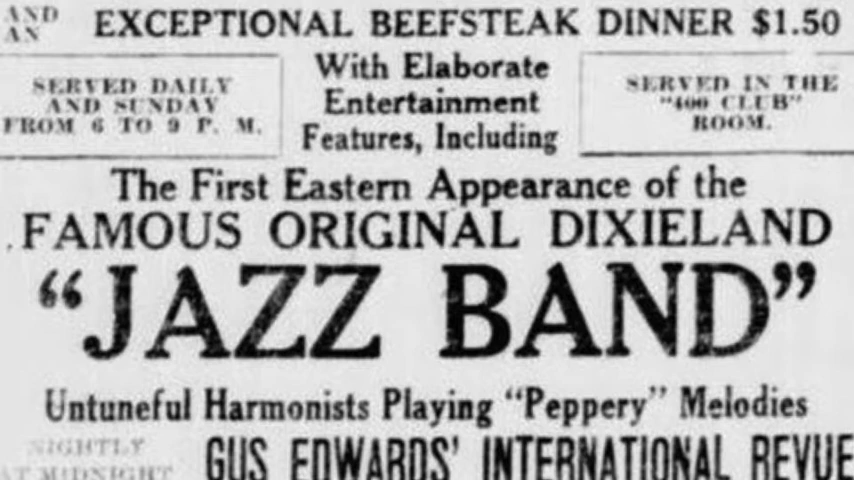 AND
AN
EXCEPTIONAL BEEFSTEAK DINNER $1.50
SERVED DAILY
AND SUNDAY
FROM 6 TO 9 P. M.
With Elaborate
Entertainment
Features, Including
SERVED IN THE
"400 CLUB"
ROOM.
The First Eastern Appearance of the
FAMOUS ORIGINAL DIXIELAND
"JAZZ BAND"
Untuneful Harmonists Playing "Peppery" Melodies
NIGHTLY
AT MIDNIGHT
GUS EDWARDS' INTERNATIONAL REVUE